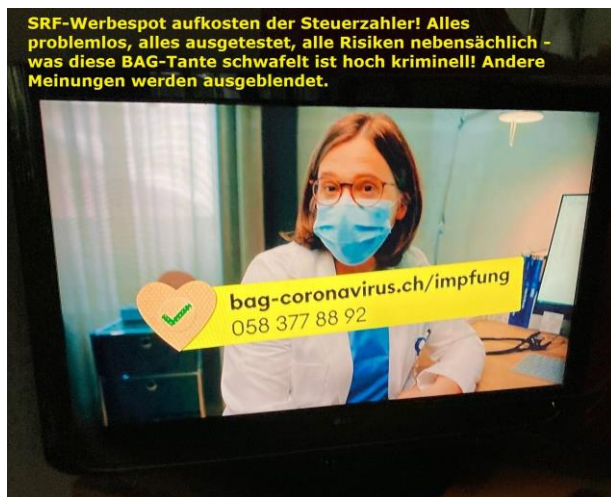 SRF-Werbespot aufkosten der Steuerzahler! Alles
problemlos, alles ausgetestet, alle Risiken nebensächlich -
was diese BAG-Tante schwafelt ist hoch kriminell! Andere
Meinungen werden ausgeblendet.
bag-coronavirus.ch/impfung
058 377 88 92